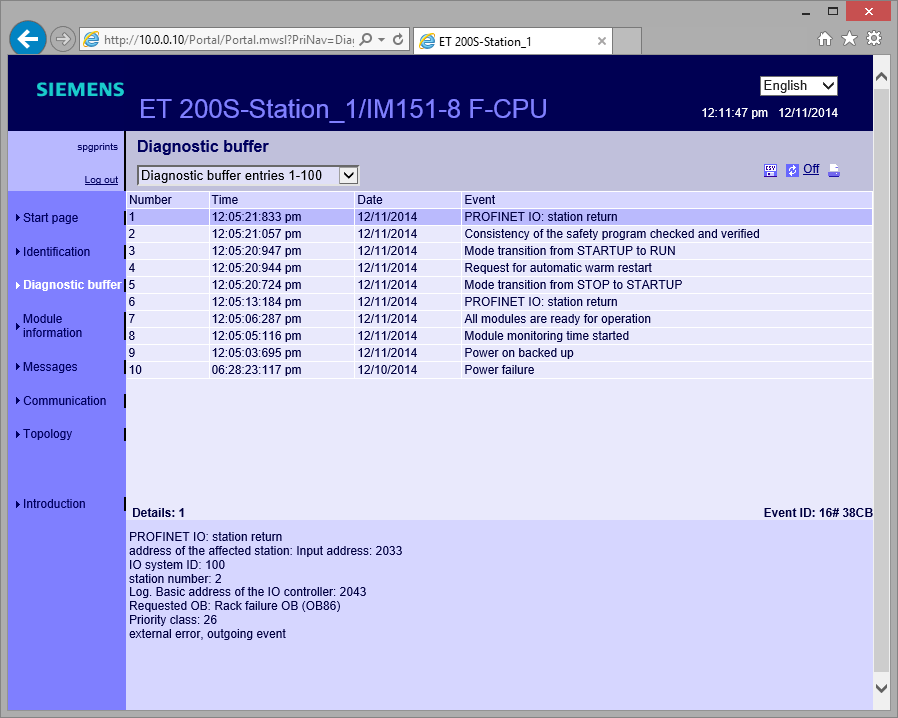 http://10.0.0.10/Portal/Portal.mwsl?PriNav=Dia
ET 200S-Station_1
SIEMENS
ET 200S-Station_1/IM151-8 F-CPU
English
12:11:47 pm 12/11/2014
spgprints
Log out
Start page
Identification
Diagnostic buffer
Module
information
Messages
Communication
Topology
Introduction
Diagnostic buffer
Diagnostic buffer entries 1-100
Off
Number Time Date Event
1 12:05:21:833 pm 12/11/2014 PROFINET IO: station return
2 12:05:21:057 pm 12/11/2014 Consistency of the safety program checked and verified
3 12:05:20:947 pm 12/11/2014 Mode transition from STARTUP to RUN
4 12:05:20:944 pm 12/11/2014 Request for automatic warm restart
5 12:05:20:724 pm 12/11/2014 Mode transition from STOP to STARTUP
6 12:05:13:184 pm 12/11/2014 PROFINET IO: station return
7 12:05:06:287 pm 12/11/2014 All modules are ready for operation
8 12:05:05:116 pm 12/11/2014 Module monitoring time started
9 12:05:03:695 pm 12/11/2014 Power on backed up
10 06:28:23:117 pm 12/10/2014 Power failure
Details: 1 Event ID: 16# 38CB
PROFINET IO: station return
address of the affected station: Input address: 2033
IO system ID: 100
station number: 2
Log. Basic address of the IO controller: 2043
Requested OB: Rack failure OB (OB86)
Priority class: 26
external error, outgoing event